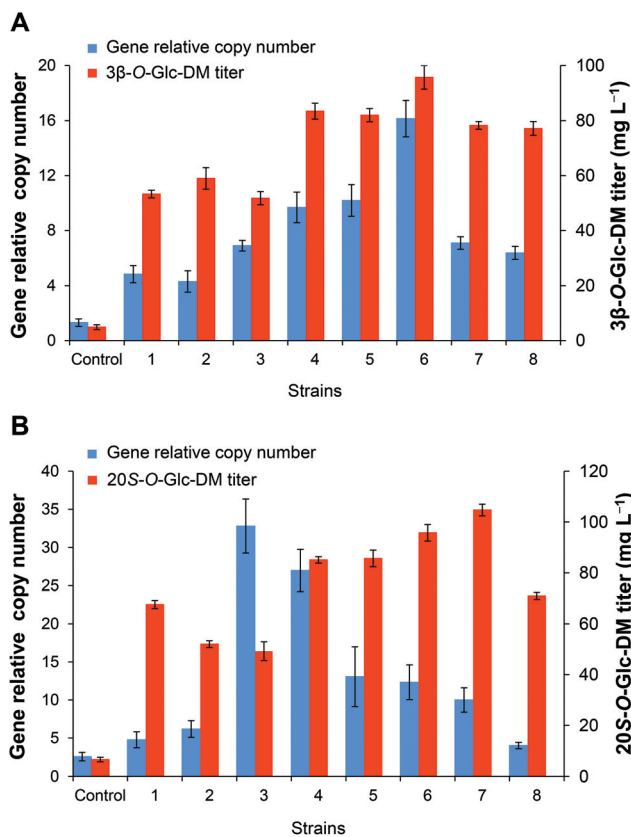 A
Gene relative copy number
3β-O-Glc-DM titer
Gene relative copy number
20
16
12
8
4
0
3β-O-Glc-DM titer (mg L⁻¹)
100
80
60
40
20
0
Control 1 2 3 4 5 6 7 8
Strains
B
Gene relative copy number
20S-O-Glc-DM titer
Gene relative copy number
40
35
30
25
20
15
10
5
0
20S-O-Glc-DM titer (mg L⁻¹)
120
100
80
60
40
20
0
Control 1 2 3 4 5 6 7 8
Strains